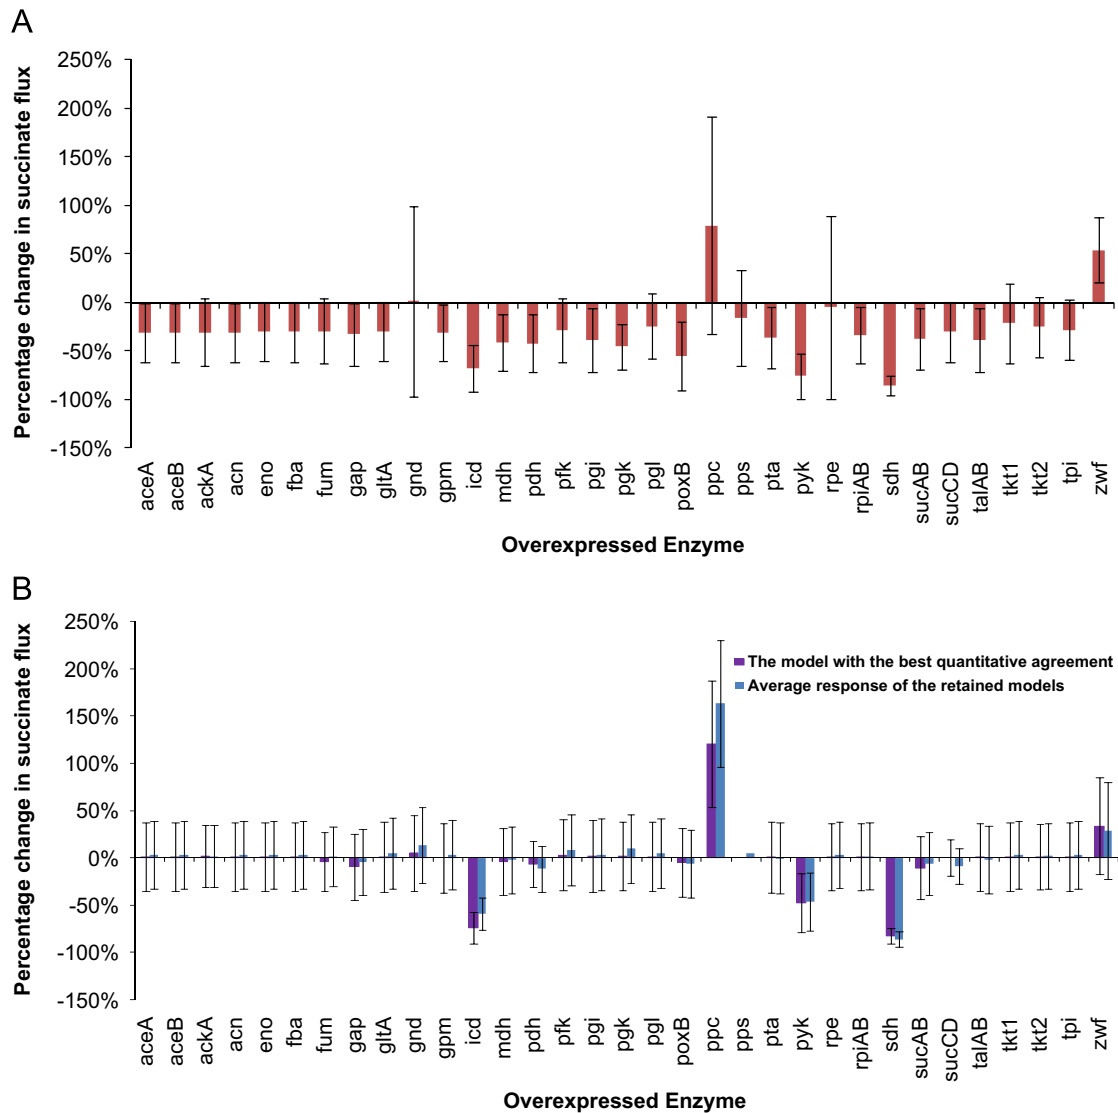 A
Percentage change in succinate flux
250%
200%
150%
100%
50%
0%
-50%
-100%
-150%
aceA
aceB
ackA
acn
eno
fba
fum
gap
gltA
gnd
gpm
icd
mdh
pdh
pfk
pgi
pgk
pgl
poxB
ppc
pps
pta
pyk
rpe
rpiAB
sdh
sucAB
sucCD
talAB
tkt1
tkt2
tpi
zwf
Overexpressed Enzyme
B
Percentage change in succinate flux
250%
200%
150%
100%
50%
0%
-50%
-100%
-150%
The model with the best quantitative agreement
Average response of the retained models
aceA
aceB
ackA
acn
eno
fba
fum
gap
gltA
gnd
gpm
icd
mdh
pdh
pfk
pgi
pgk
pgl
poxB
ppc
pps
pta
pyk
rpe
rpiAB
sdh
sucAB
sucCD
talAB
tkt1
tkt2
tpi
zwf
Overexpressed Enzyme